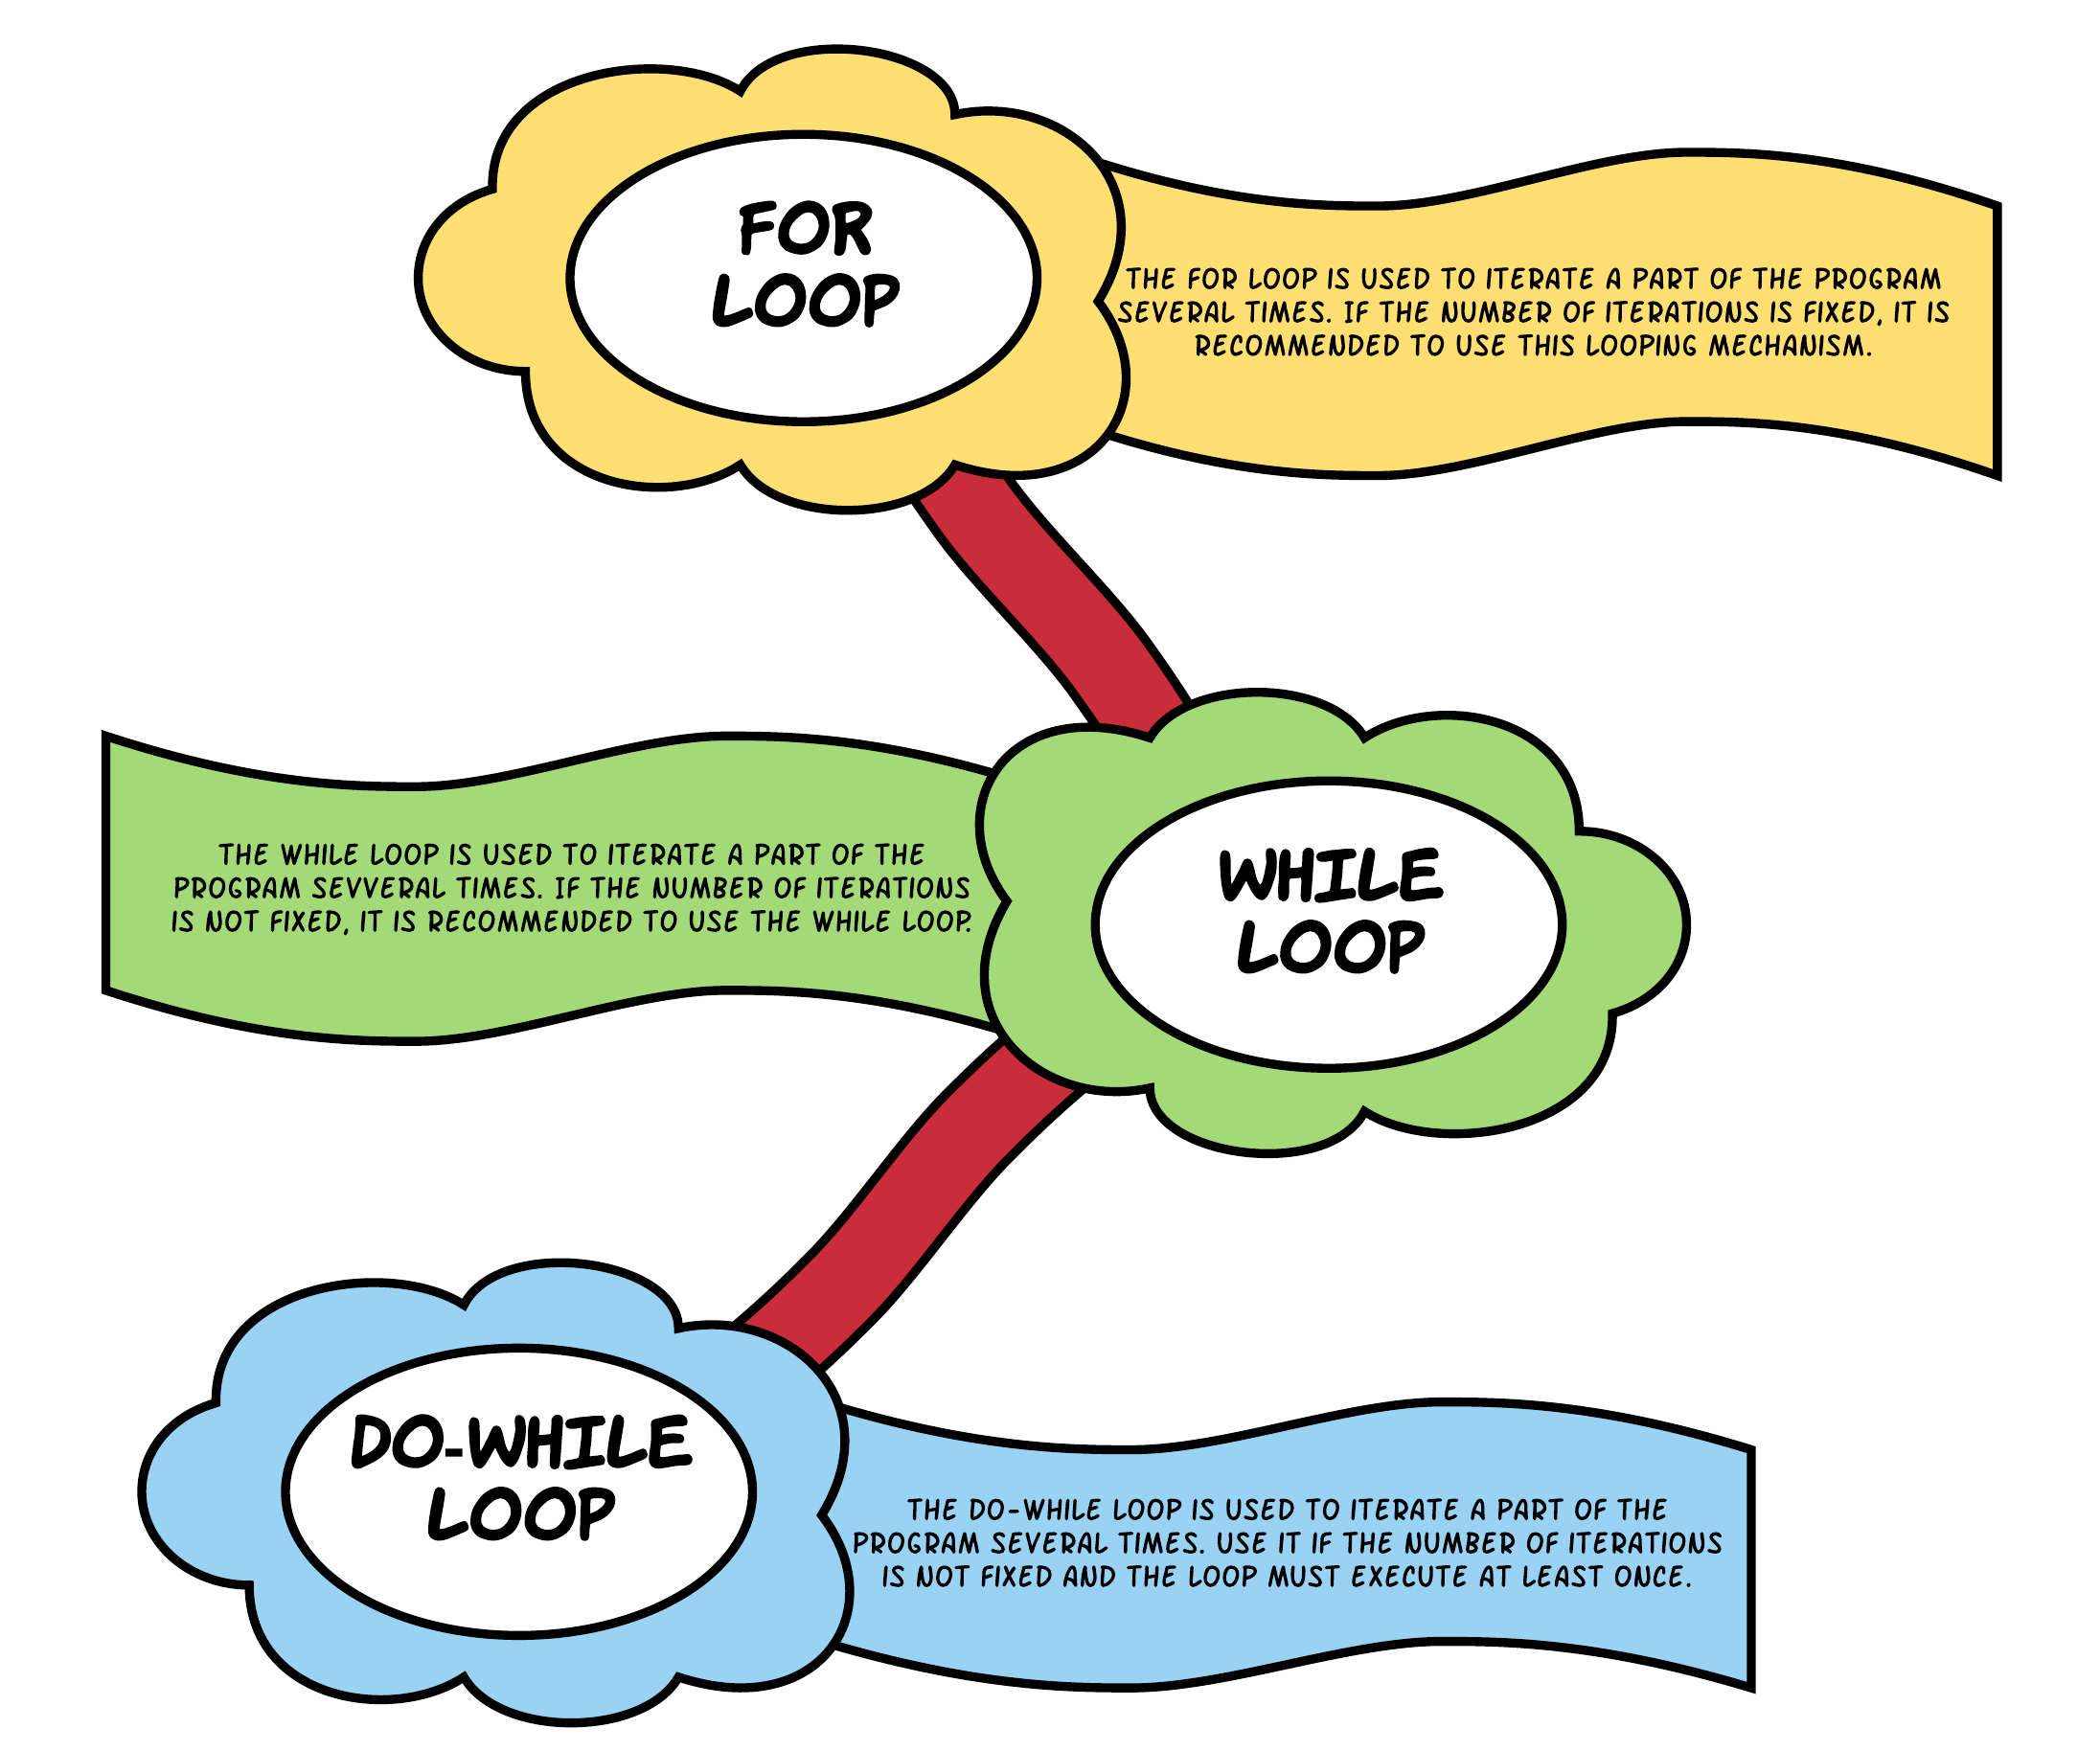 FOR
LOOP
THE FOR LOOP IS USED TO ITERATE A PART OF THE PROGRAM
SEVERAL TIMES. IF THE NUMBER OF ITERATIONS IS FIXED, IT IS
RECOMMENDED TO USE THIS LOOPING MECHANISM.
THE WHILE LOOP IS USED TO ITERATE A PART OF THE
PROGRAM SEVVERAL TIMES. IF THE NUMBER OF ITERATIONS
IS NOT FIXED, IT IS RECOMMENDED TO USE THE WHILE LOOP.
WHILE
LOOP
DO-WHILE
LOOP
THE DO-WHILE LOOP IS USED TO ITERATE A PART OF THE
PROGRAM SEVERAL TIMES. USE IT IF THE NUMBER OF ITERATIONS
IS NOT FIXED AND THE LOOP MUST EXECUTE AT LEAST ONCE.